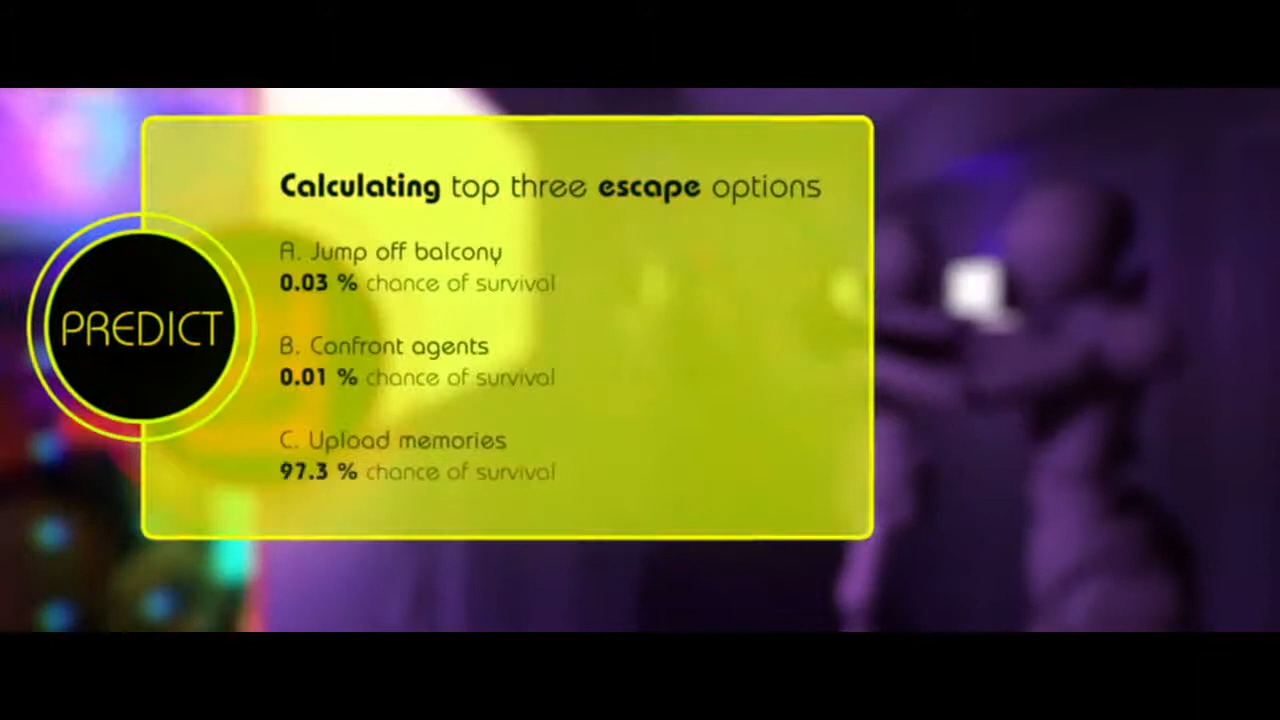 Calculating top three escape options
A. Jump off balcony
0.03 % chance of survival
PREDICT
B. Confront agents
0.01 % chance of survival
C. Upload memories
97.3 % chance of survival